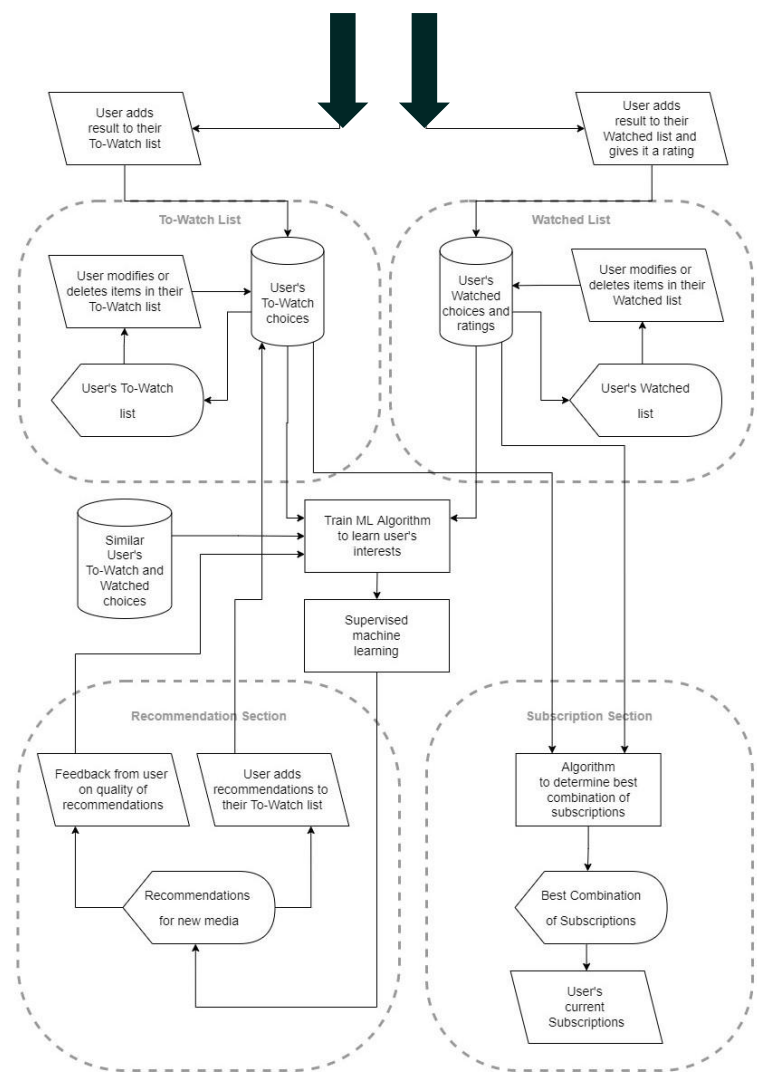 User adds
result to their
To-Watch list
User adds
result to their
Watched list and
gives it a rating
To-Watch List
User modifies or
deletes items in their
To-Watch list
User's
To-Watch
choices
User's To-Watch
list
Watched List
User's
Watched
choices and
ratings
User modifies or
deletes items in their
Watched list
User's Watched
list
Similar
User's
To-Watch and
Watched
choices
Train ML Algorithm
to learn user's
interests
Supervised
machine
learning
Recommendation Section
Feedback from user
on quality of
recommendations
User adds
recommendations to
their To-Watch list
Recommendations
for new media
Subscription Section
Algorithm
to determine best
combination of
subscriptions
Best Combination
of Subscriptions
User's
current
Subscriptions